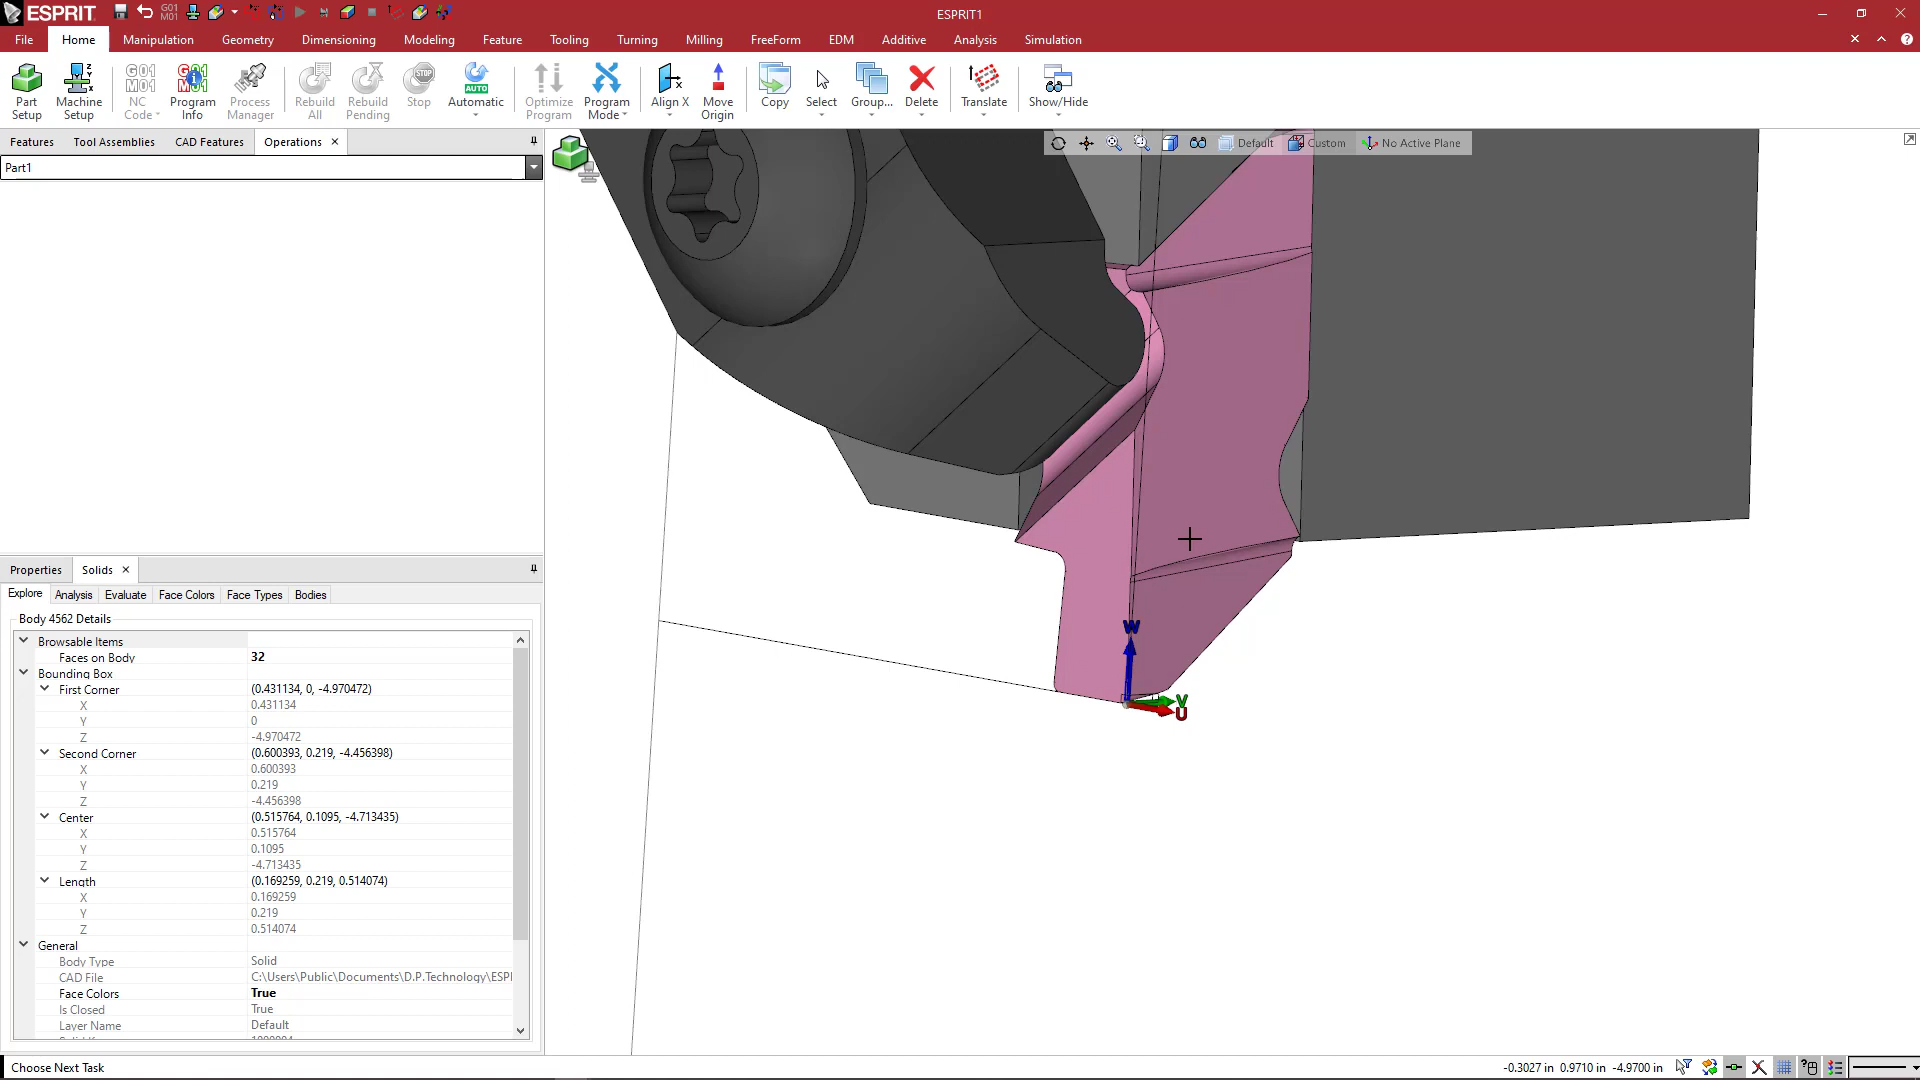 ESPRIT
G01
M01
ESPRIT1
File Home Manipulation Geometry Dimensioning Modeling Feature Tooling Turning Milling FreeForm EDM Additive Analysis Simulation
Part Setup
Machine Setup
G01
M01
NC Code
G01
M01
Program Info
Process Manager
Rebuild All
Rebuild Pending
STOP
Stop
AUTO
Automatic
Optimize Program
Program Mode
X
Align X
Move Origin
Copy
Select
Group...
Delete
Translate
Show/Hide
Features Tool Assemblies CAD Features Operations
Default Custom No Active Plane
Part1
W
V
U
Properties Solids
Explore Analysis Evaluate Face Colors Face Types Bodies
Body 4562 Details
Browsable Items
Faces on Body 32
Bounding Box
First Corner (0.431134, 0, -4.970472)
X 0.431134
Y 0
Z -4.970472
Second Corner (0.600393, 0.219, -4.456398)
X 0.600393
Y 0.219
Z -4.456398
Center (0.515764, 0.1095, -4.713435)
X 0.515764
Y 0.1095
Z -4.713435
Length (0.169259, 0.219, 0.514074)
X 0.169259
Y 0.219
Z 0.514074
General
Body Type Solid
CAD File C:\Users\Public\Documents\D.P.Technology\ESPI
Face Colors True
Is Closed True
Layer Name Default
Choose Next Task
-0.3027 in 0.9710 in -4.9700 in